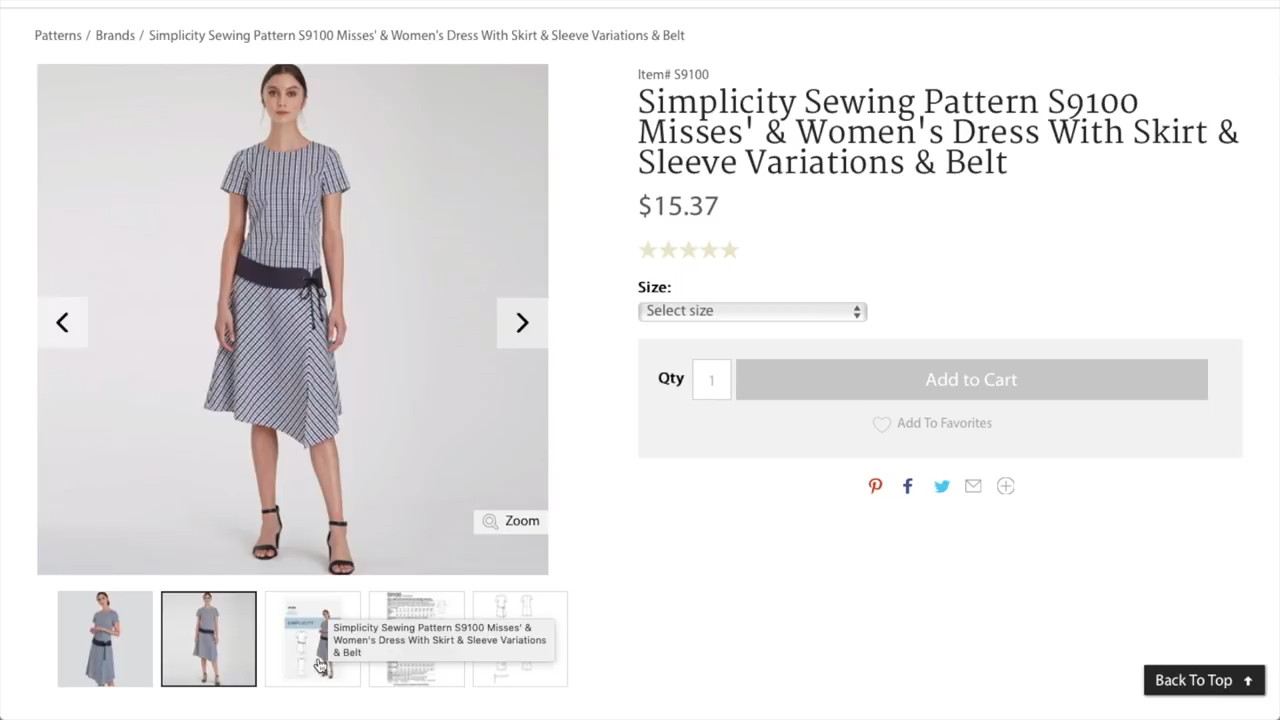 Patterns / Brands / Simplicity Sewing Pattern S9100 Misses' & Women's Dress With Skirt & Sleeve Variations & Belt
Item# S9100
Simplicity Sewing Pattern S9100
Misses' & Women's Dress With Skirt &
Sleeve Variations & Belt
$15.37
Size:
Select size
Qty 1 Add to Cart
Add To Favorites
Zoom
SIMPLICITY
Simplicity Sewing Pattern S9100 Misses' &
Women's Dress With Skirt & Sleeve Variations
& Belt
Back To Top